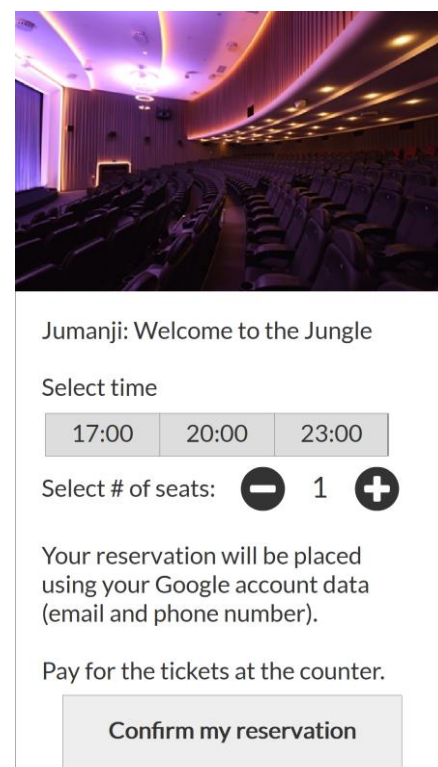 Jumanji: Welcome to the Jungle
Select time
17:00 20:00 23:00
Select # of seats: 1
Your reservation will be placed
using your Google account data
(email and phone number).
Pay for the tickets at the counter.
Confirm my reservation